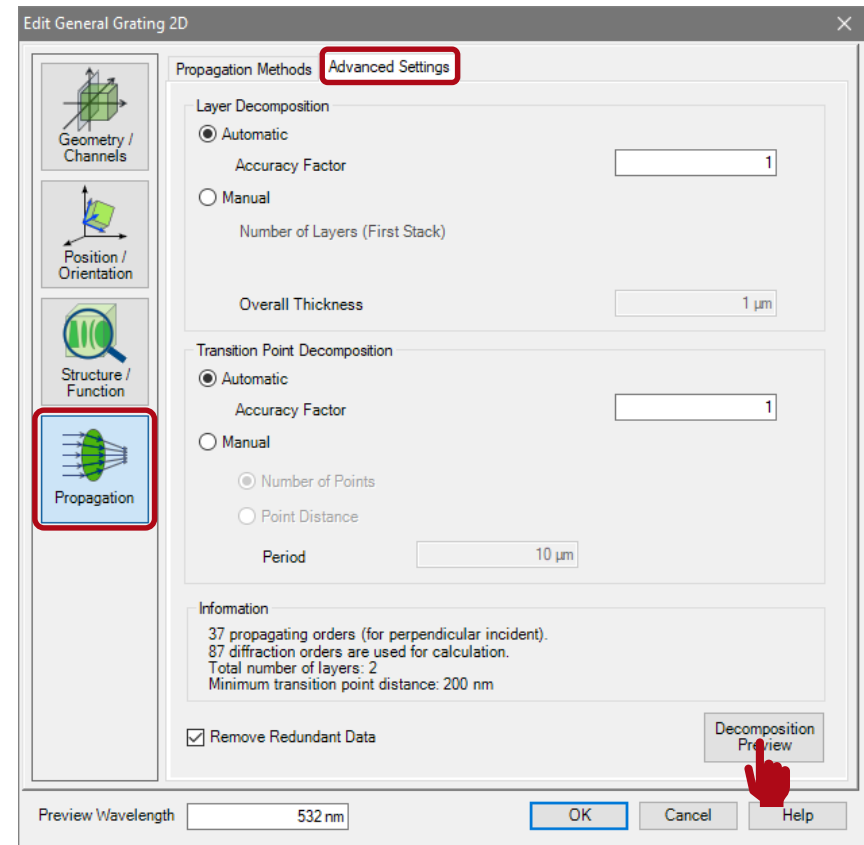 Edit General Grating 2D
Propagation Methods
Advanced Settings
Geometry /
Channels
Position /
Orientation
Structure /
Function
Propagation
Layer Decomposition
Automatic
Accuracy Factor
1
Manual
Number of Layers (First Stack)
Overall Thickness
1 µm
Transition Point Decomposition
Automatic
Accuracy Factor
1
Manual
Number of Points
Point Distance
Period
10 µm
Information
37 propagating orders (for perpendicular incident).
87 diffraction orders are used for calculation.
Total number of layers: 2
Minimum transition point distance: 200 nm
Remove Redundant Data
Decomposition
Preview
Preview Wavelength
532 nm
OK
Cancel
Help